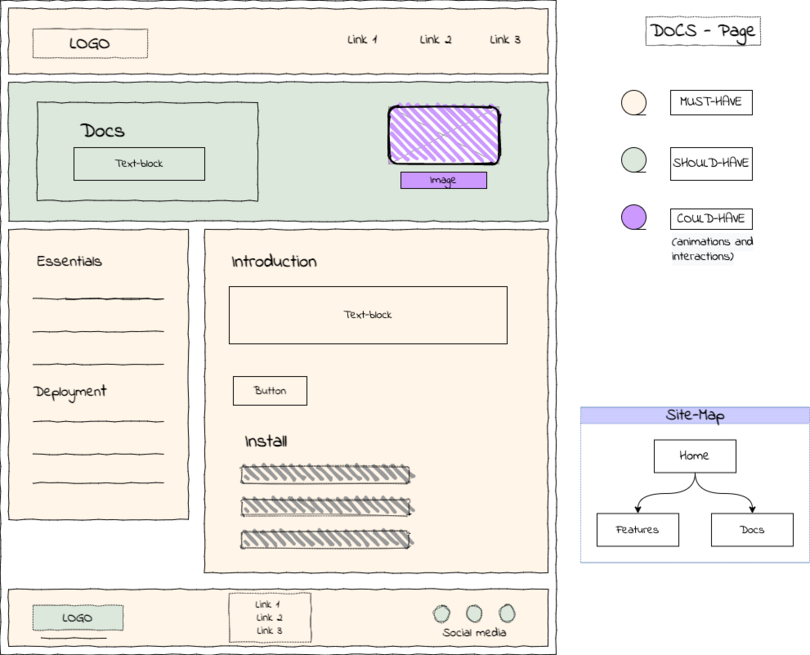 LOGO
Link 1
Link 2
Link 3
DOCS - Page
MUST-HAVE
SHOULD-HAVE
COULD-HAVE
(animations and
interactions)
Docs
Text-block
Image
Essentials
Deployment
Introduction
Text-block
Button
Install
Site-Map
Home
Features
Docs
LOGO
Link 1
Link 2
Link 3
Social media